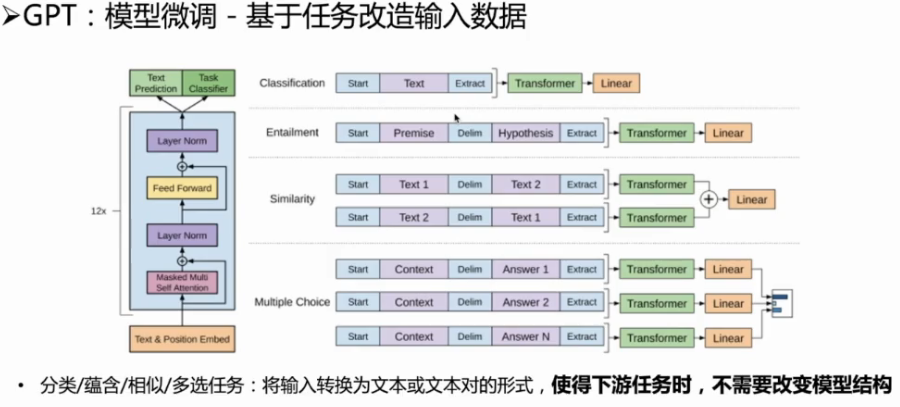 ➢GPT：模型微调 - 基于任务改造输入数据
Text Prediction Task Classifier
12x
Layer Norm
Feed Forward
Layer Norm
Masked Multi Self Attention
Text & Position Embed
Classification Start Text Extract Transformer Linear
Entailment Start Premise Delim Hypothesis Extract Transformer Linear
Similarity
Start Text 1 Delim Text 2 Extract Transformer
Start Text 2 Delim Text 1 Extract Transformer
+ Linear
Multiple Choice
Start Context Delim Answer 1 Extract Transformer Linear
Start Context Delim Answer 2 Extract Transformer Linear
Start Context Delim Answer N Extract Transformer Linear
• 分类/蕴含/相似/多选任务：将输入转换为文本或文本对的形式，使得下游任务时，不需要改变模型结构